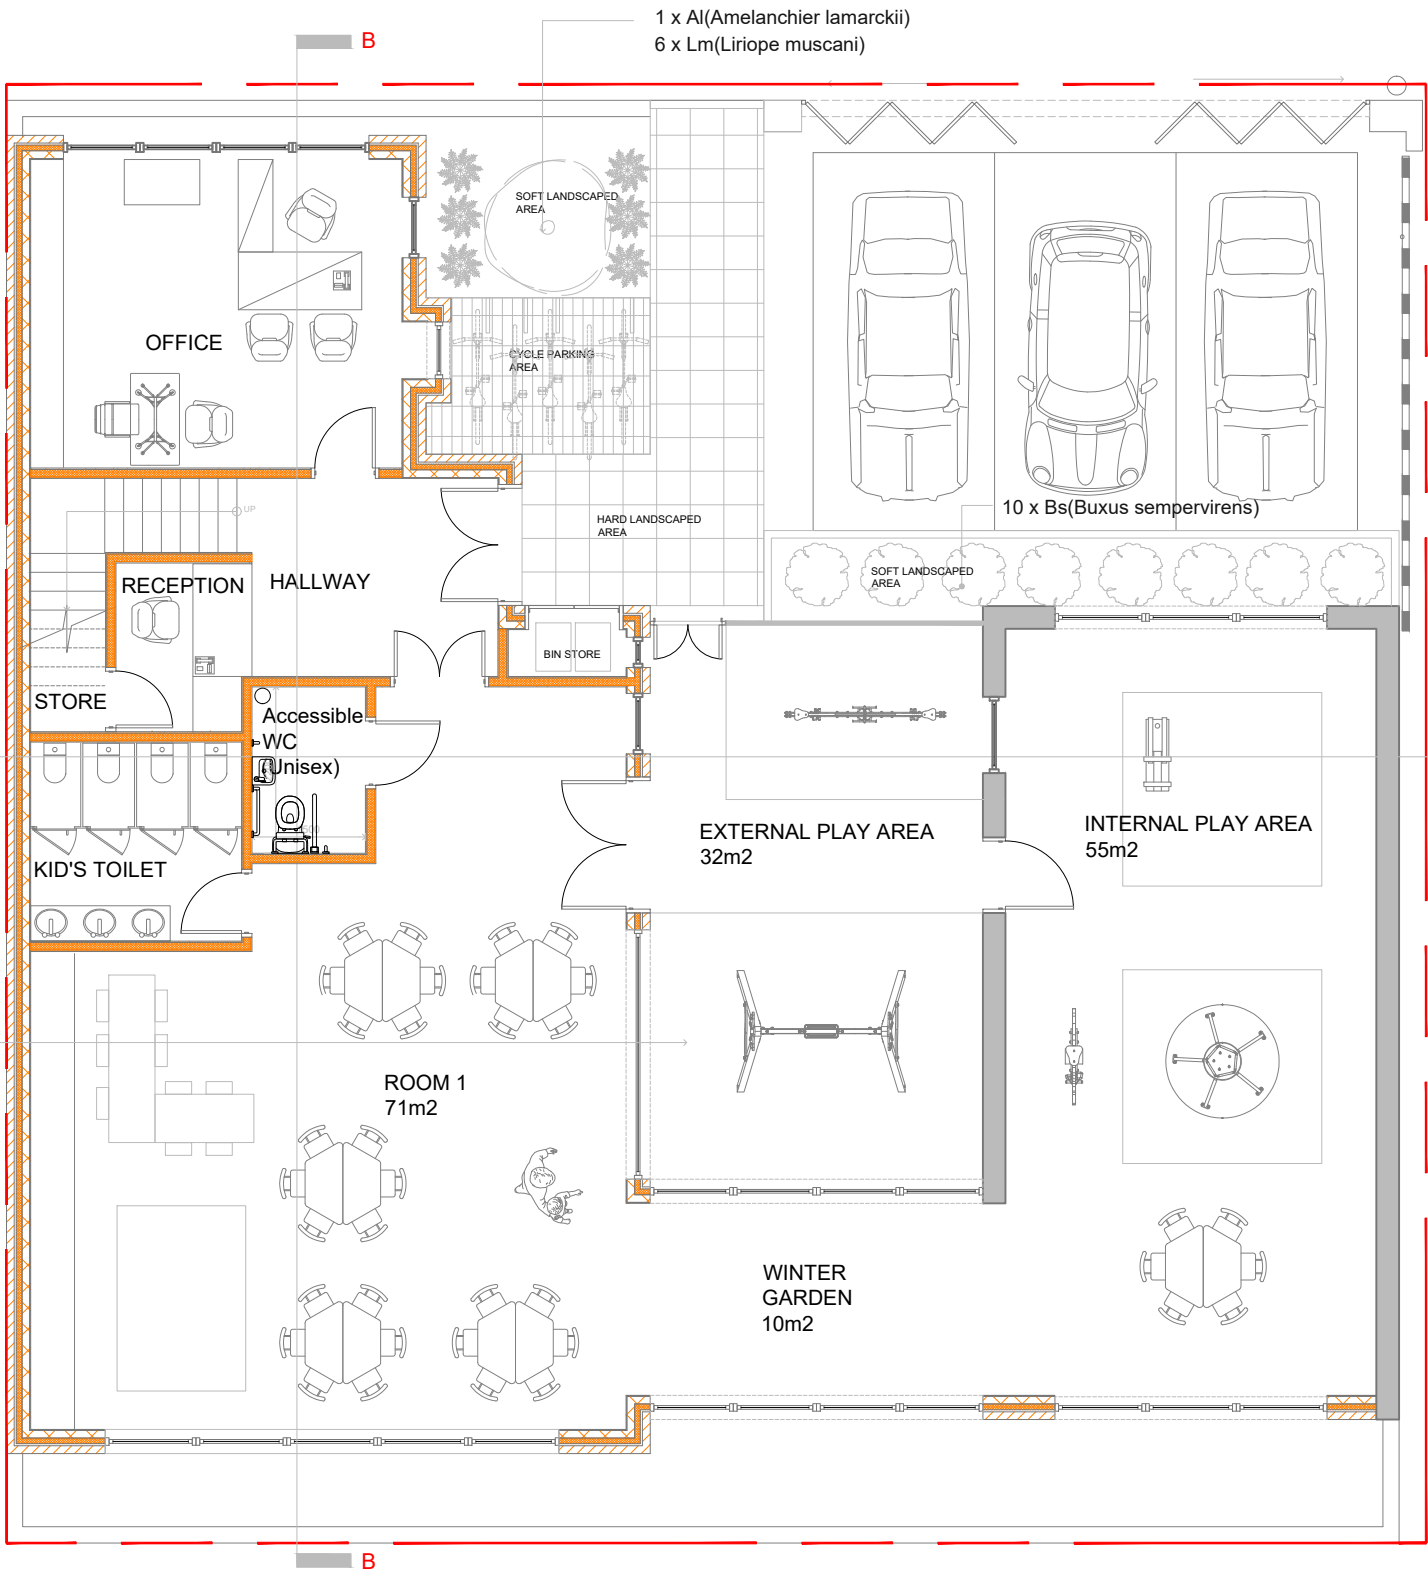 1 x Al(Amelanchier lamarckii)
6 x Lm(Liriope muscani)
B
SOFT LANDSCAPED
AREA
OFFICE
CYCLE PARKING
AREA
UP
HARD LANDSCAPED
AREA
10 x Bs(Buxus sempervirens)
SOFT LANDSCAPED
AREA
RECEPTION
HALLWAY
BIN STORE
STORE
Accessible
WC
(Unisex)
EXTERNAL PLAY AREA
32m2
INTERNAL PLAY AREA
55m2
KID'S TOILET
ROOM 1
71m2
WINTER
GARDEN
10m2
B